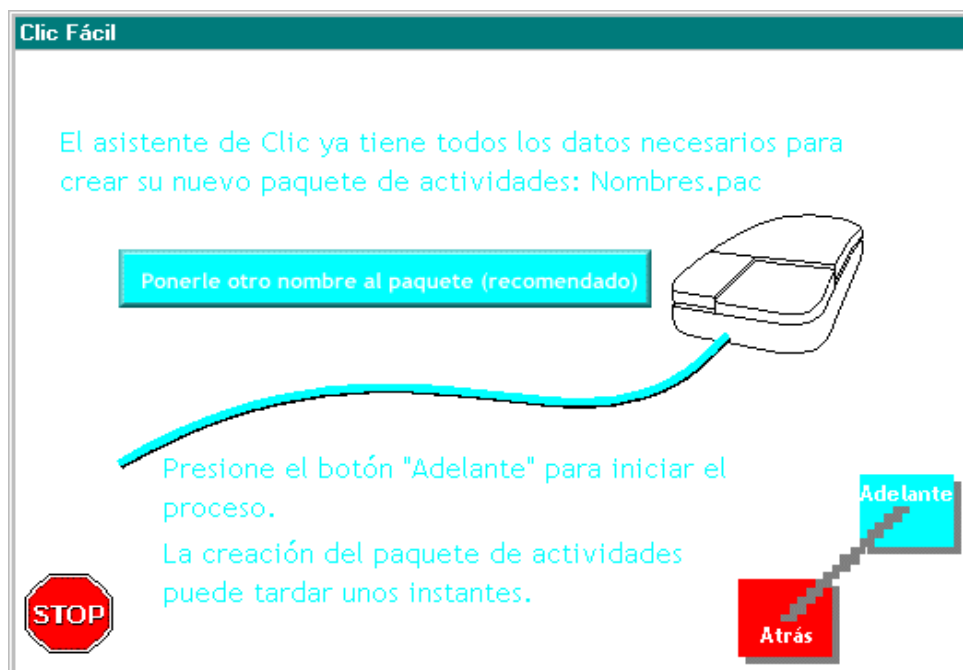 Clic Fácil
El asistente de Clic ya tiene todos los datos necesarios para
crear su nuevo paquete de actividades: Nombres.pac
Ponerle otro nombre al paquete (recomendado)
Presione el botón "Adelante" para iniciar el
proceso.
La creación del paquete de actividades
puede tardar unos instantes.
Adelante
STOP
Atrás